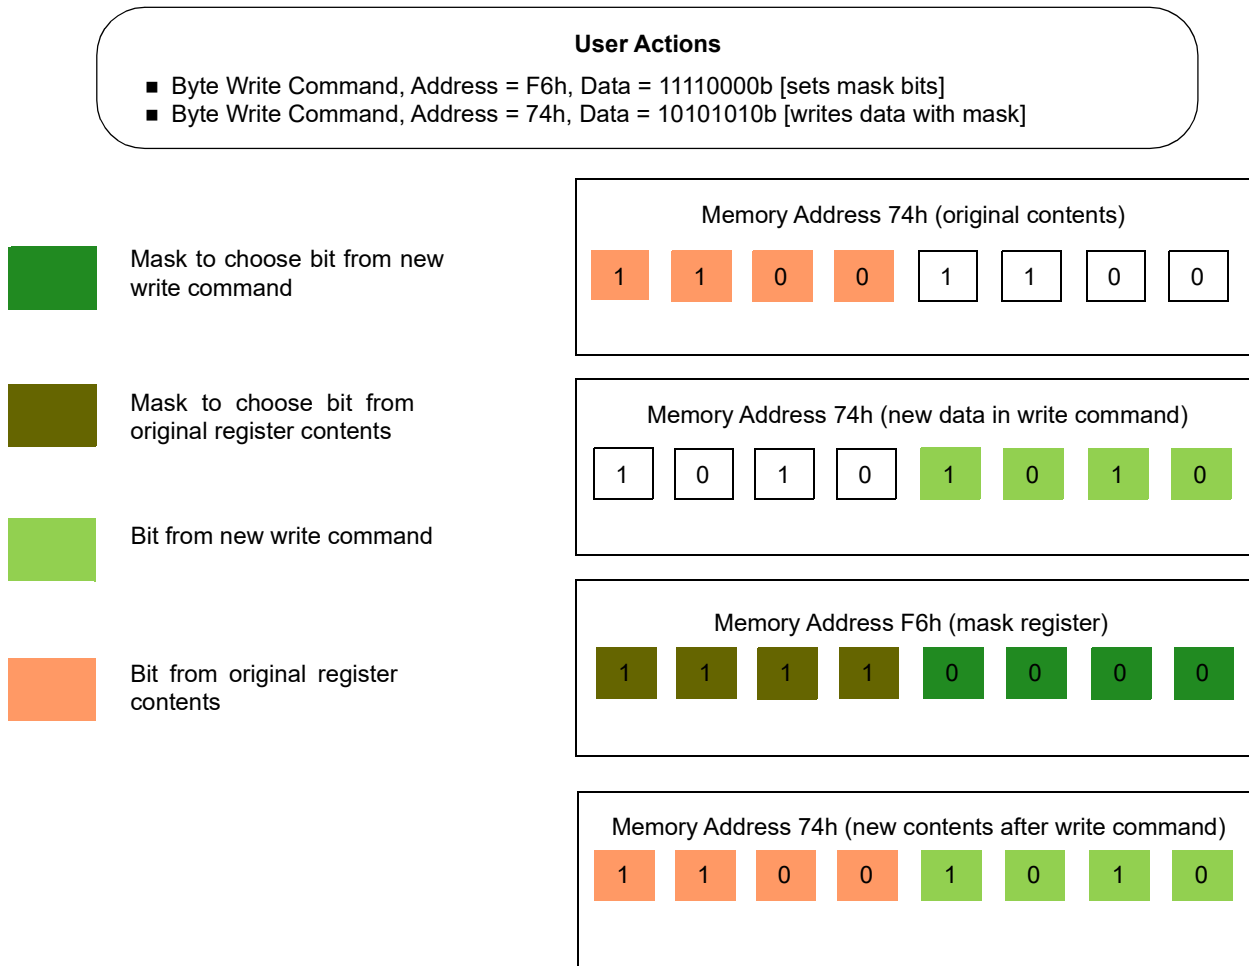 User Actions
■ Byte Write Command, Address = F6h, Data = 11110000b [sets mask bits]
■ Byte Write Command, Address = 74h, Data = 10101010b [writes data with mask]
Mask to choose bit from new
write command
Mask to choose bit from
original register contents
Bit from new write command
Bit from original register
contents
Memory Address 74h (original contents)
1 1 0 0 1 1 0 0
Memory Address 74h (new data in write command)
1 0 1 0 1 0 1 0
Memory Address F6h (mask register)
1 1 1 1 0 0 0 0
Memory Address 74h (new contents after write command)
1 1 0 0 1 0 1 0